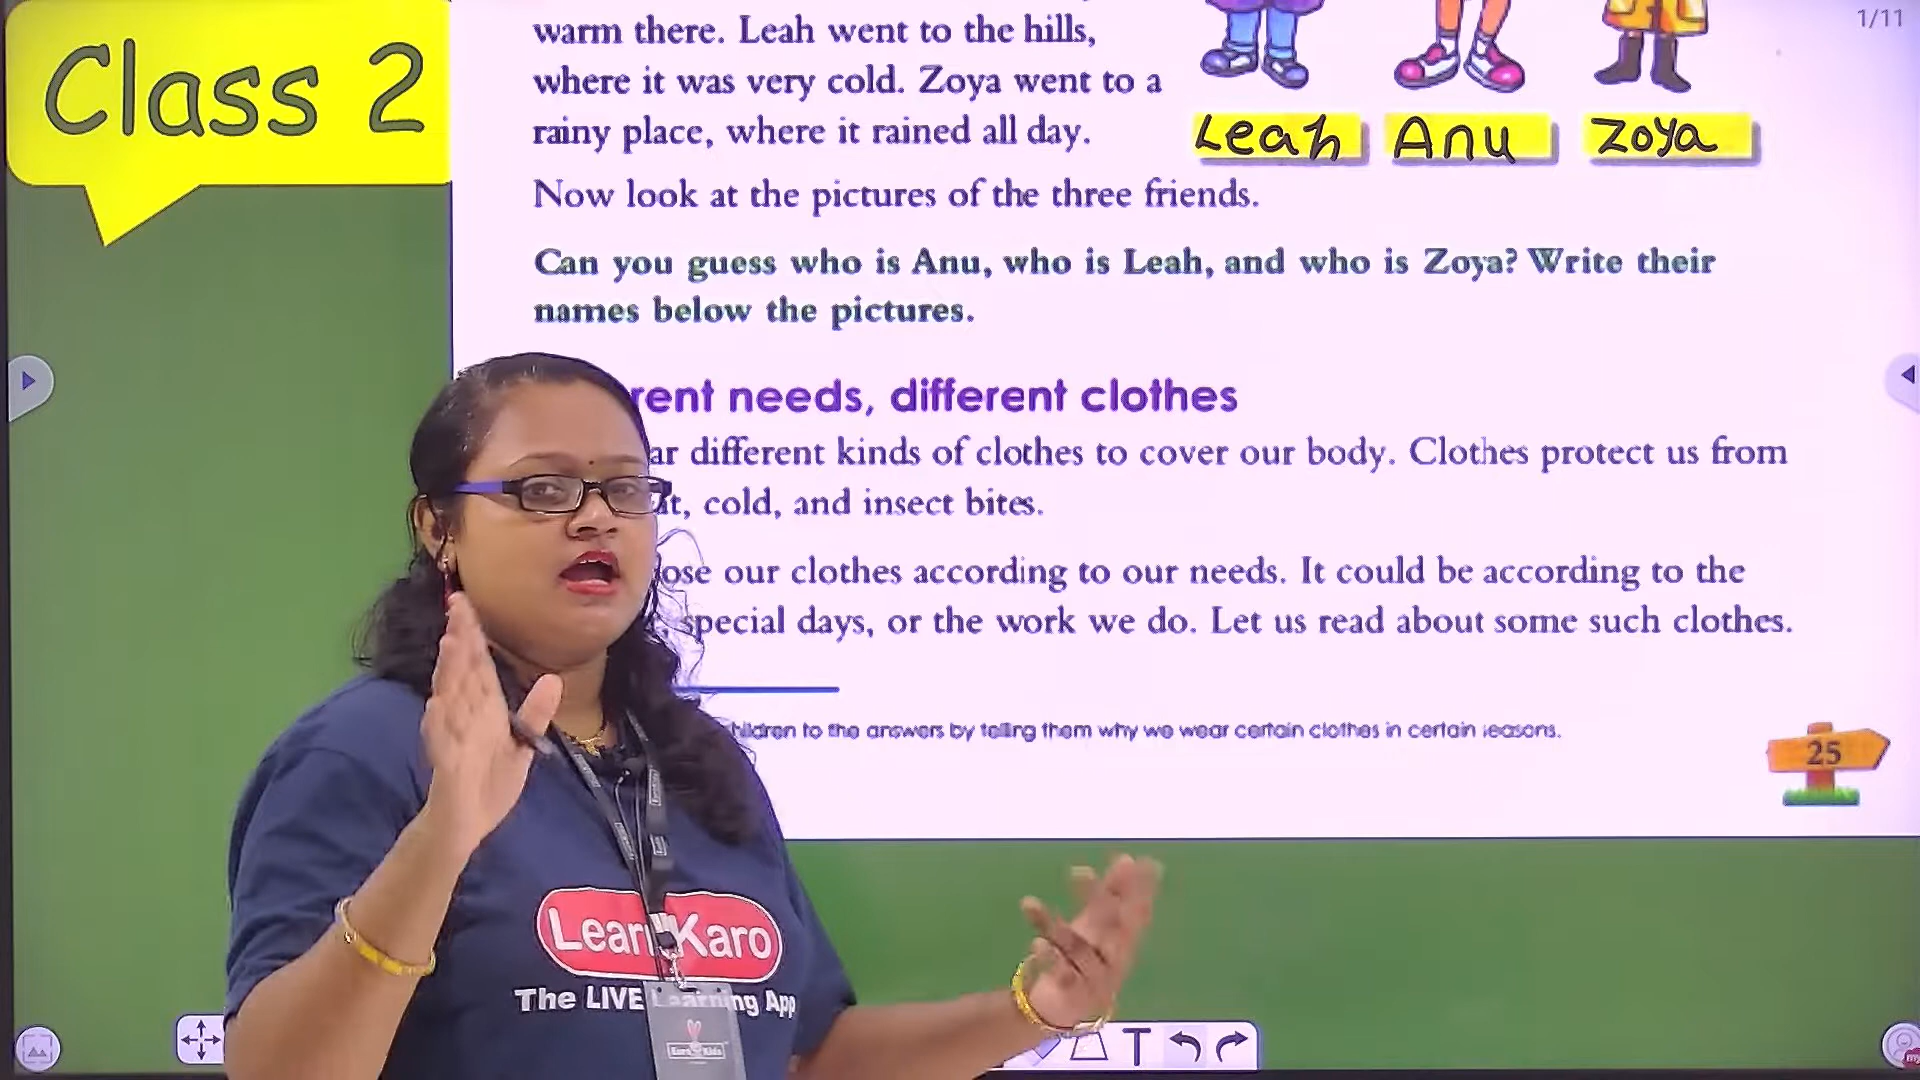 Class 2
1/11
warm there. Leah went to the hills,
where it was very cold. Zoya went to a
rainy place, where it rained all day.
Leah Anu Zoya
Now look at the pictures of the three friends.
Can you guess who is Anu, who is Leah, and who is Zoya? Write their
names below the pictures.
rent needs, different clothes
ar different kinds of clothes to cover our body. Clothes protect us from
at, cold, and insect bites.
ose our clothes according to our needs. It could be according to the
, special days, or the work we do. Let us read about some such clothes.
children to the answers by telling them why we wear certain clothes in certain seasons.
25
LearnKaro
The LIVE Learning App
T